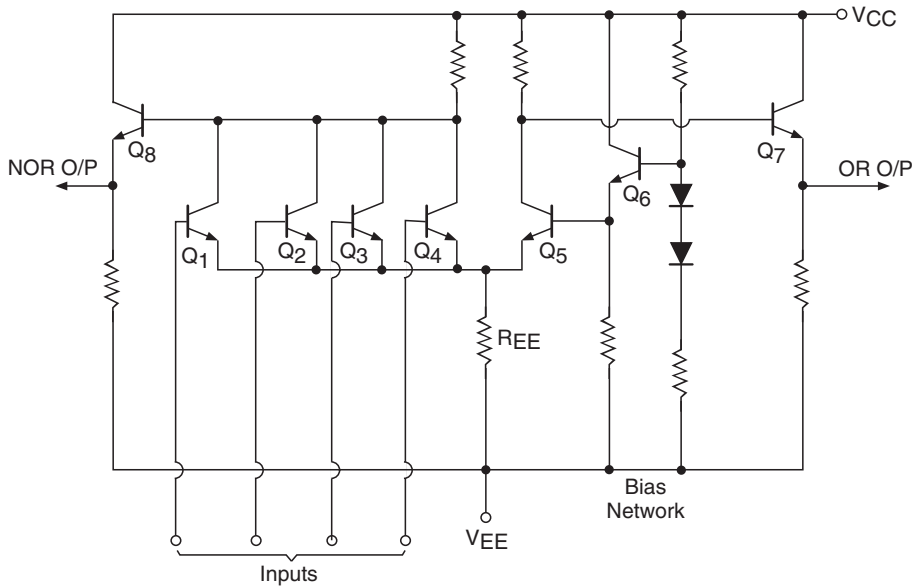 VCC
Q8
Q7
NOR O/P
OR O/P
Q6
Q1
Q2
Q3
Q4
Q5
REE
Bias
Network
VEE
Inputs